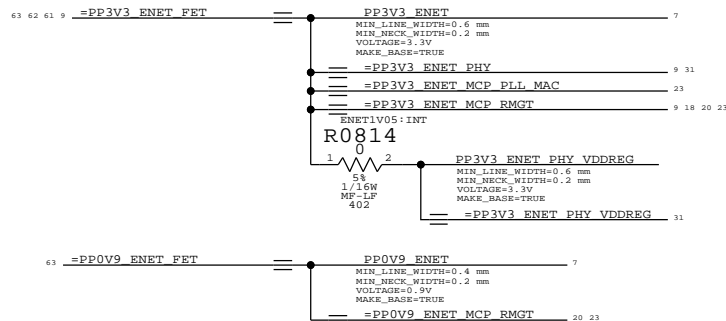 63 62 61 9 =PP3V3_ENET_FET PP3V3_ENET 7
MIN_LINE_WIDTH=0.6 mm
MIN_NECK_WIDTH=0.2 mm
VOLTAGE=3.3V
MAKE_BASE=TRUE
=PP3V3_ENET_PHY 9 31
=PP3V3_ENET_MCP_PLL_MAC 23
=PP3V3_ENET_MCP_RMGT 9 18 20 23
ENET1V05:INT
R0814
0
1 2 PP3V3_ENET_PHY_VDDREG
5%
1/16W
MF-LF
402
MIN_LINE_WIDTH=0.6 mm
MIN_NECK_WIDTH=0.2 mm
VOLTAGE=3.3V
MAKE_BASE=TRUE
=PP3V3_ENET_PHY_VDDREG 31
63 =PP0V9_ENET_FET PP0V9_ENET 7
MIN_LINE_WIDTH=0.4 mm
MIN_NECK_WIDTH=0.2 mm
VOLTAGE=0.9V
MAKE_BASE=TRUE
=PP0V9_ENET_MCP_RMGT 20 23